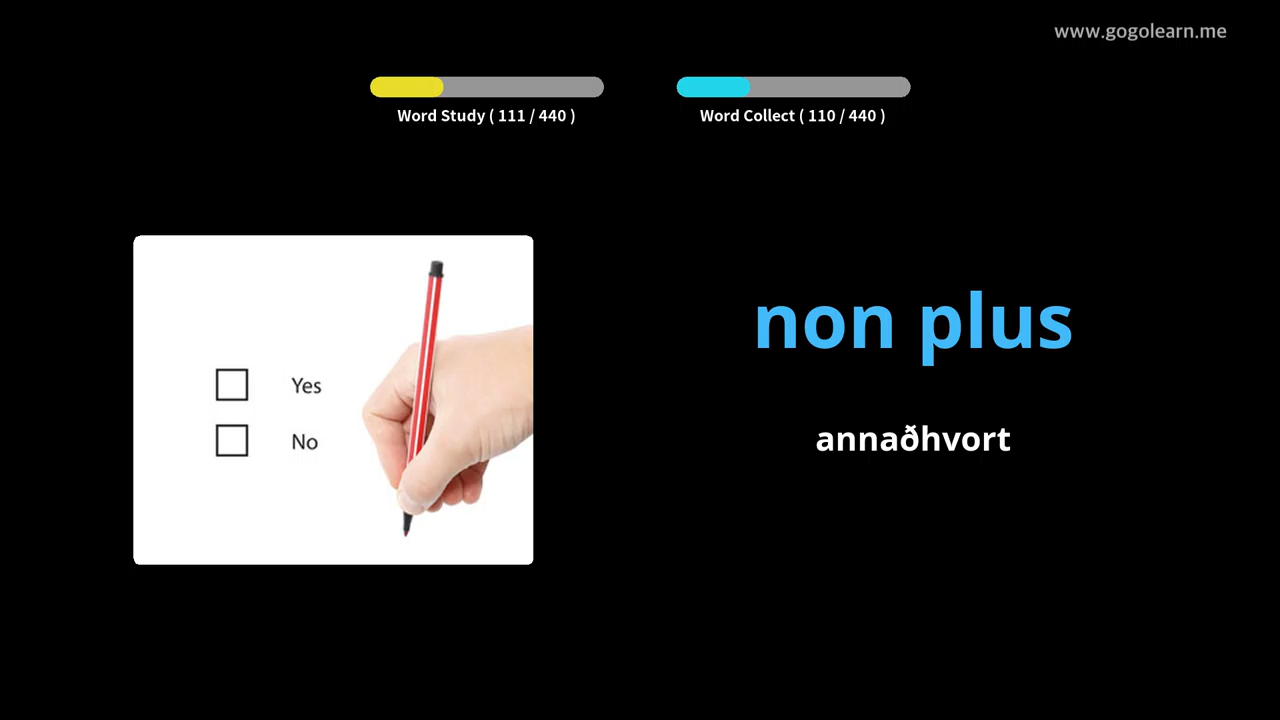 www.gogolearn.me
Word Study ( 111 / 440 )
Word Collect ( 110 / 440 )
Yes
No
non plus
annaðhvort